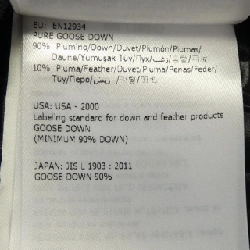 EU: EN12934
PURE GOOSE DOWN
90% Piumino/Down/Duvet/Plumón/Plumas/
Daune/Yumuşak Tüy/Пух/
10% Piuma/Feather/Duvet/Pluma/Penas/Feder/
Tüy/Перо/
USA: USA - 2000
Labeling standard for down and feather products
GOOSE DOWN
(MINIMUM 90% DOWN)
JAPAN: JIS L 1903 : 2011
GOOSE DOWN 90%